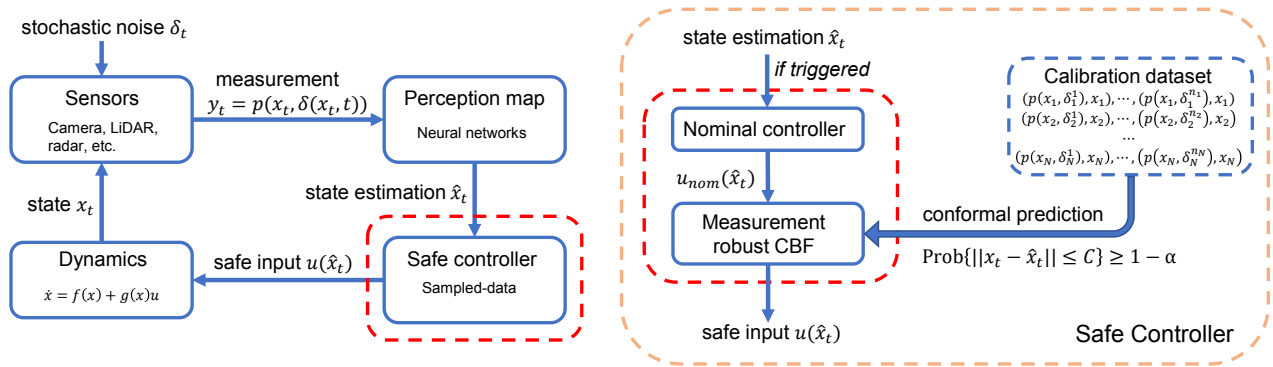 stochastic noise δ_t
Sensors
Camera, LiDAR,
radar, etc.
measurement
y_t = p(x_t, δ(x_t, t))
Perception map
Neural networks
state estimation x̂_t
state x_t
Dynamics
ẋ = f(x) + g(x)u
safe input u(x̂_t)
Safe controller
Sampled-data
state estimation x̂_t
if triggered
Nominal controller
u_nom(x̂_t)
Measurement
robust CBF
safe input u(x̂_t)
Calibration dataset
(p(x_1, δ_1^1), x_1), ⋯, (p(x_1, δ_1^{n_1}), x_1)
(p(x_2, δ_2^1), x_2), ⋯, (p(x_2, δ_2^{n_2}), x_2)
⋯
(p(x_N, δ_N^1), x_N), ⋯, (p(x_N, δ_N^{n_N}), x_N)
conformal prediction
Prob{||x_t − x̂_t|| ≤ C} ≥ 1 − α
Safe Controller